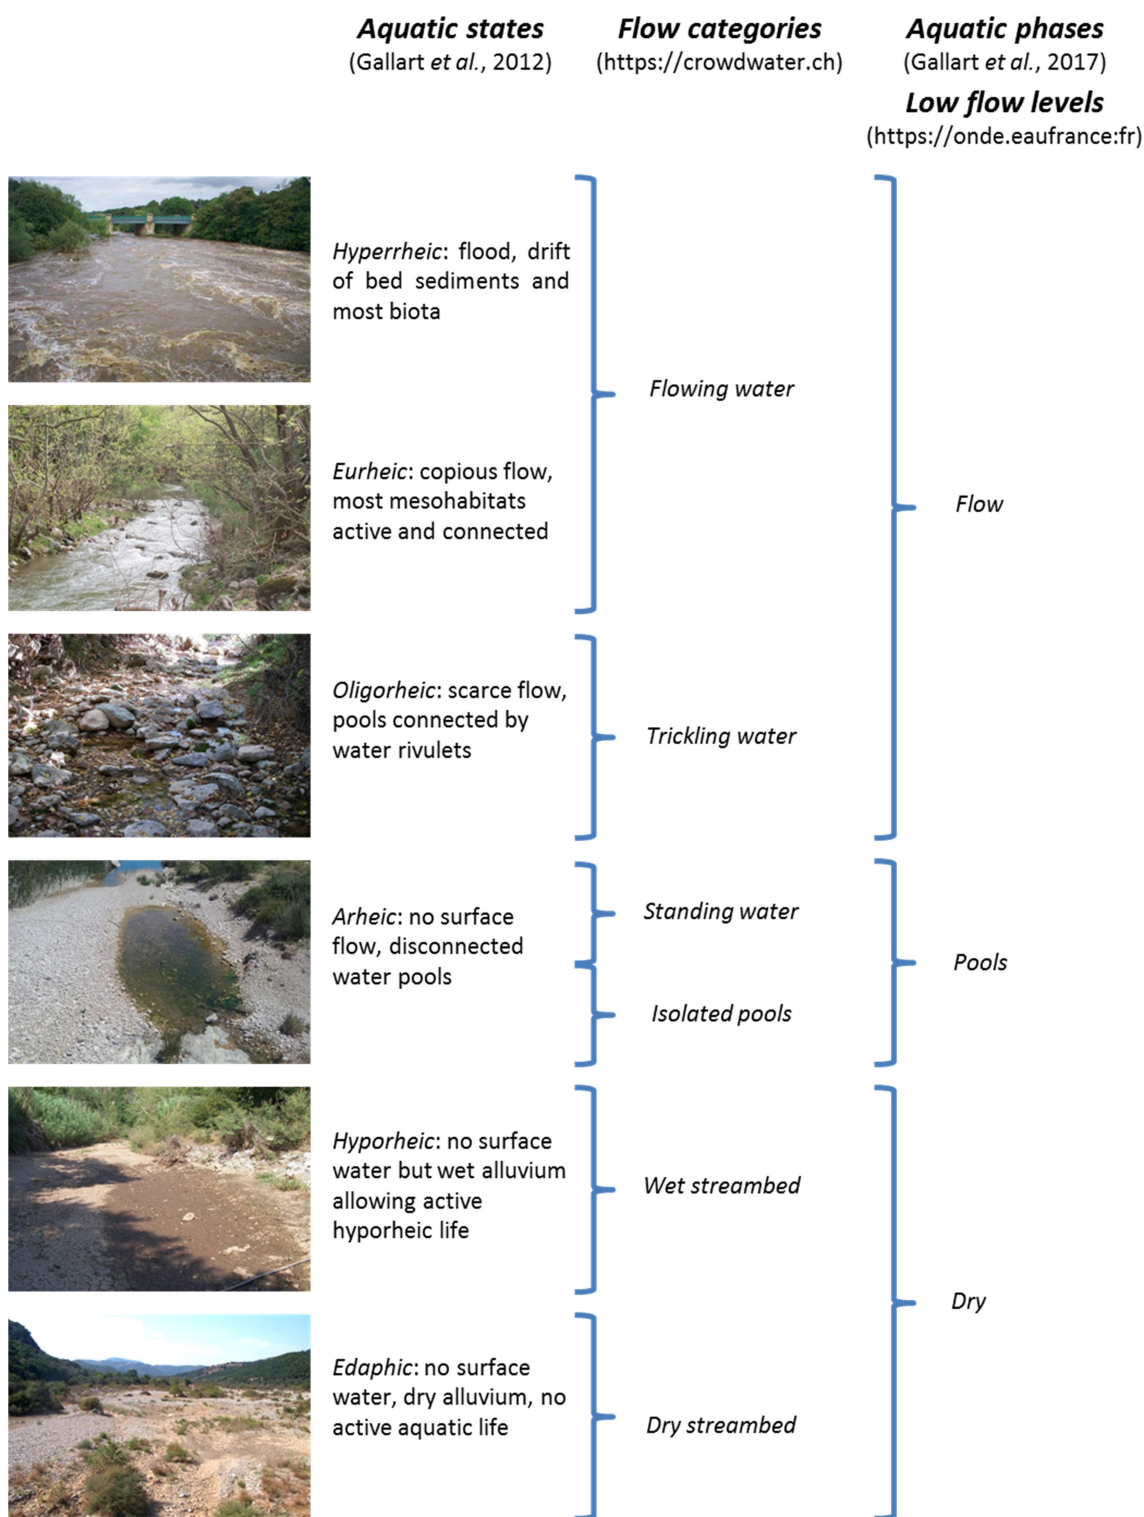 Aquatic states
(Gallart et al., 2012)
Flow categories
(https://crowdwater.ch)
Aquatic phases
(Gallart et al., 2017)
Low flow levels
(https://onde.eaufrance:fr)
Hyperrheic: flood, drift
of bed sediments and
most biota
Flowing water
Eurheic: copious flow,
most mesohabitats
active and connected
Flow
Oligorheic: scarce flow,
pools connected by
water rivulets
Trickling water
Arheic: no surface
flow, disconnected
water pools
Standing water
Isolated pools
Pools
Hyporheic: no surface
water but wet alluvium
allowing active
hyporheic life
Wet streambed
Dry
Edaphic: no surface
water, dry alluvium, no
active aquatic life
Dry streambed